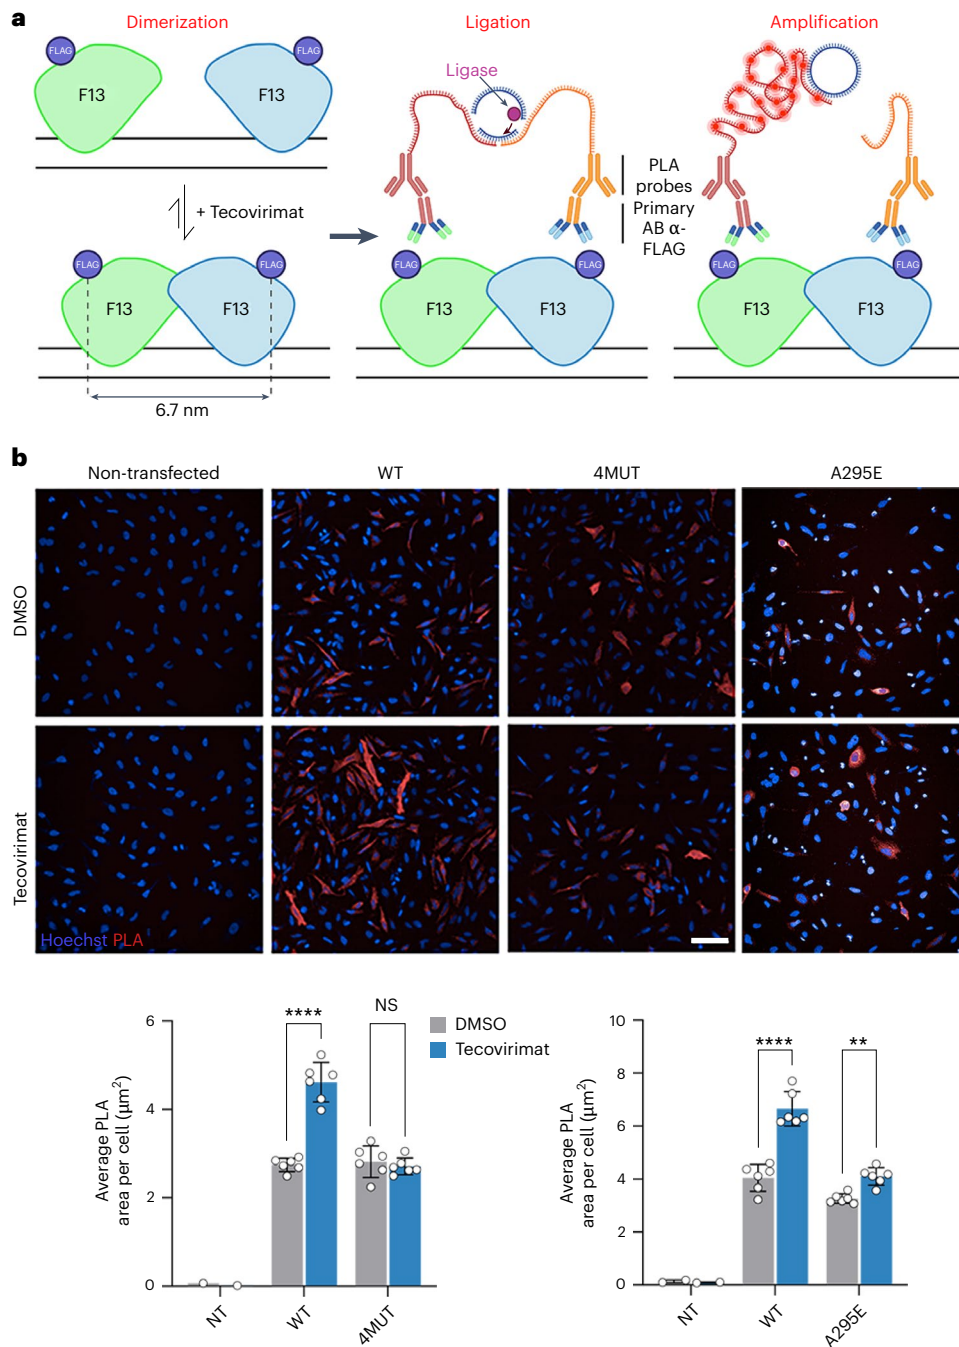 a
Dimerization
Ligation
Amplification
FLAG
FLAG
F13
F13
Ligase
+ Tecovirimat
PLA
probes
Primary
AB α-
FLAG
FLAG
FLAG
FLAG
FLAG
FLAG
FLAG
F13
F13
F13
F13
F13
F13
6.7 nm
b
Non-transfected
WT
4MUT
A295E
DMSO
Tecovirimat
Hoechst PLA
Average PLA
area per cell (μm²)
6
4
2
0
****
NS
DMSO
Tecovirimat
NT
WT
4MUT
Average PLA
area per cell (μm²)
10
8
6
4
2
0
****
**
NT
WT
A295E